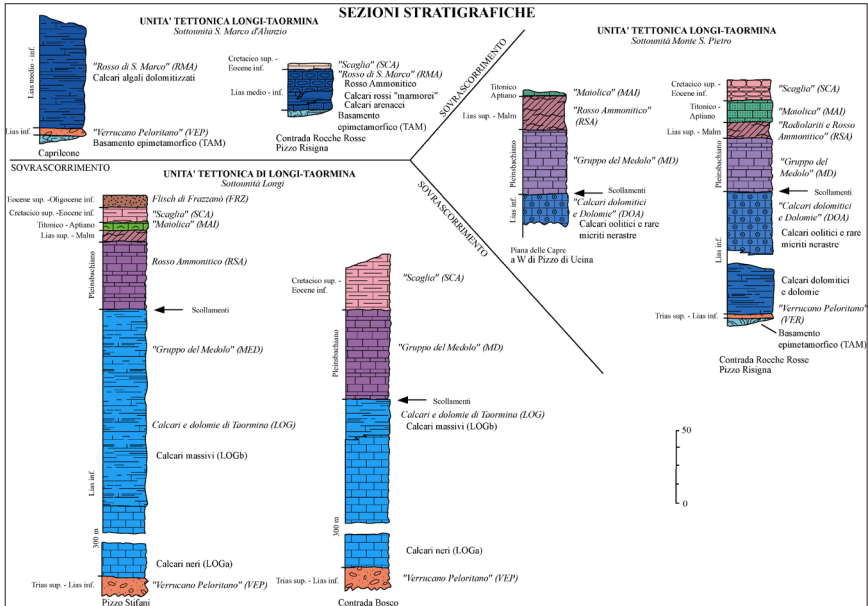 SEZIONI STRATIGRAFICHE
UNITA' TETTONICA LONGI-TAORMINA
Sottounità S. Marco d'Alunzio
Lias medio - inf.
"Rosso di S. Marco" (RMA)
Calcari algali dolomitizzati
Lias inf.
"Verrucano Peloritano" (VEP)
Basamento epimetamorfico (TAM)
Caprileone
Cretacico sup -
Eocene inf.
"Scaglia" (SCA)
"Rosso di S. Marco" (RMA)
Rosso Ammonitico
Lias medio - inf.
Calcari rossi "marmorei"
Calcari arenacci
Basamento
epimetamorfico (TAM)
Contrada Rocche Rosse
Pizzo Risigna
SOVRASCORRIMENTO
SOVRASCORRIMENTO
SOVRASCORRIMENTO
UNITA' TETTONICA DI LONGI-TAORMINA
Sottounità Longi
Eocene sup -Oligocene inf.
Flisch di Frazzanò (FRZ)
Cretacico sup -Eocene inf.
"Scaglia" (SCA)
Titonico - Aptiano
"Maiolica" (MAI)
Lias sup - Malm
Pleinsbachiano
Rosso Ammonitico (RSA)
Scollamenti
"Gruppo del Medolo" (MED)
Calcari e dolomie di Taormina (LOG)
Calcari massivi (LOGb)
Lias inf.
300 m
Calcari neri (LOGa)
Trias sup. - Lias inf.
"Verrucano Peloritano" (VEP)
Pizzo Stifani
Cretacico sup -
Eocene inf.
"Scaglia" (SCA)
Pleinsbachiano
"Gruppo del Medolo" (MD)
Scollamenti
Calcari e dolomie di Taormina (LOG)
Calcari massivi (LOGb)
300 m
Calcari neri (LOGa)
Trias sup. - Lias inf.
"Verrucano Peloritano" (VEP)
Contrada Bosco
UNITA' TETTONICA LONGI-TAORMINA
Sottounità Monte S. Pietro
Titonico
Aptiano
"Maiolica" (MAI)
Lias sup - Malm
"Rosso Ammonitico"
(RSA)
Pleinsbachiano
"Gruppo del Medolo" (MD)
Scollamenti
Lias inf.
"Calcari dolomitici
e Dolomie" (DOA)
Calcari oolitici e rare
micriti nerastre
Piana delle Capre
a W di Pizzo di Ucina
Cretacico sup -
Eocene inf.
"Scaglia" (SCA)
Titonico -
Aptiano
"Maiolica" (MAI)
Lias sup - Malm
"Radiolariti e Rosso
Ammonitico" (RSA)
Pleinsbachiano
"Gruppo del
Medolo" (MD)
Scollamenti
"Calcari dolomitici
e Dolomie" (DOA)
Calcari oolitici e rare
micriti nerastre
Lias inf.
Calcari dolomitici
e dolomie
Trias sup - Lias inf.
"Verrucano Peloritano"
(VER)
Basamento
epimetamorfico (TAM)
Contrada Rocche Rosse
Pizzo Risigna
50
0